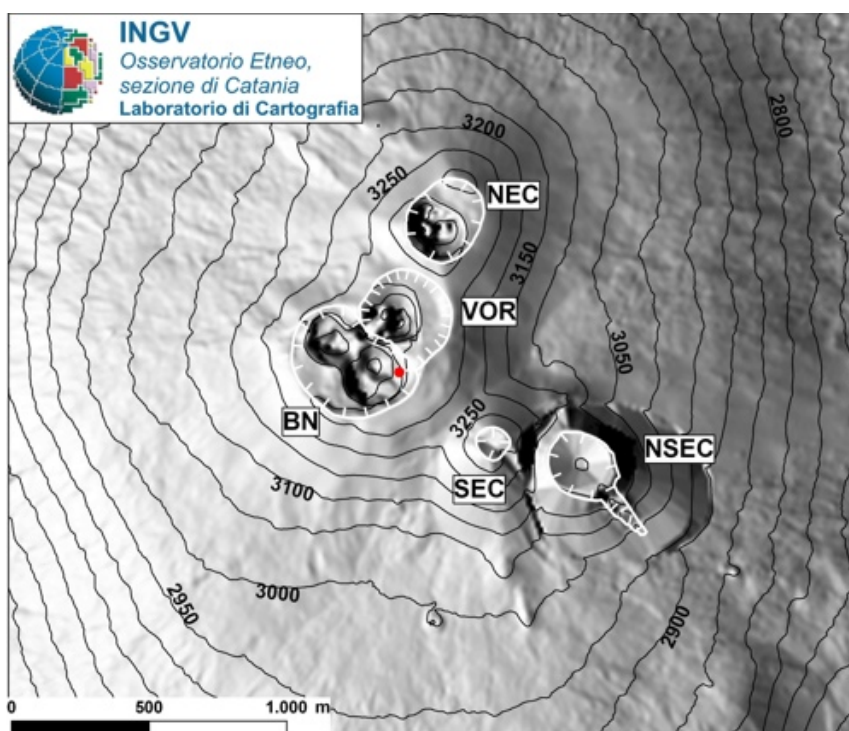 INGV
Osservatorio Etneo,
sezione di Catania
Laboratorio di Cartografia
2800
3200
3250
NEC
3150
VOR
3050
BN
3250
NSEC
SEC
3100
3000
2950
2900
0 500 1.000 m